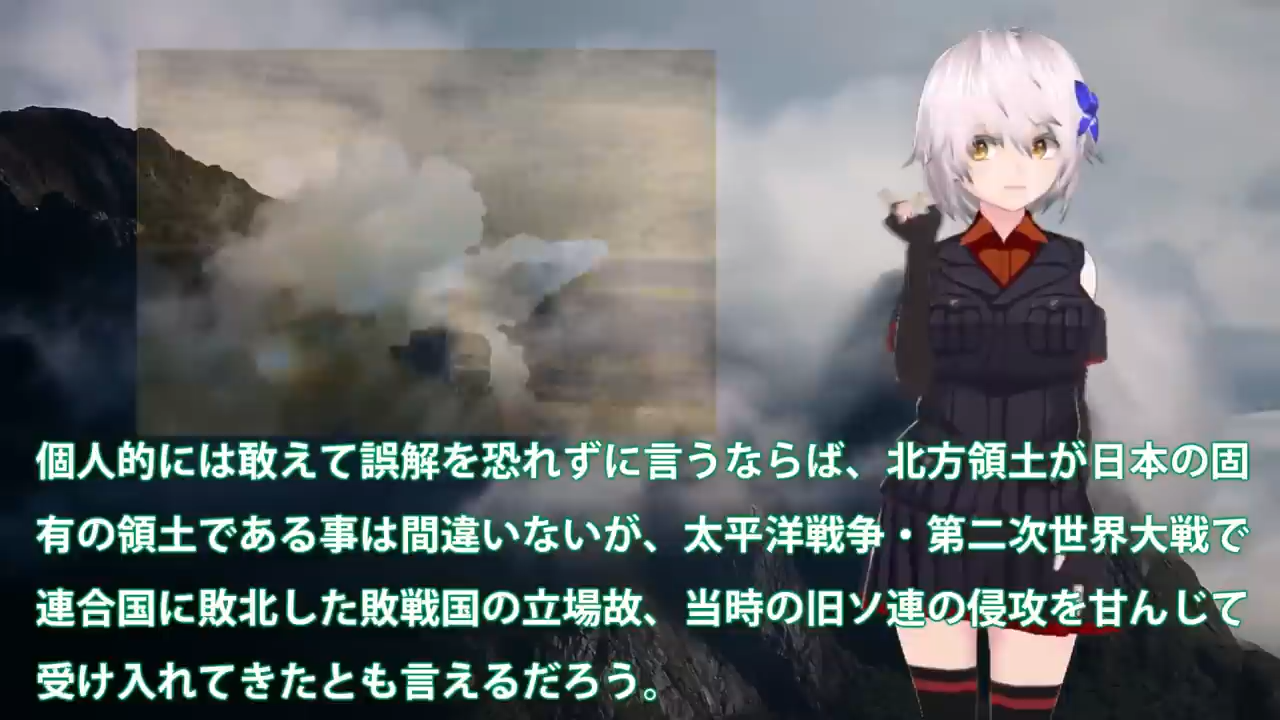 個人的には敢えて誤解を恐れずに言うならば、北方領土が日本の固
有の領土である事は間違いないが、太平洋戦争・第二次世界大戦で
連合国に敗北した敗戦国の立場故、当時の旧ソ連の侵攻を甘んじて
受け入れてきたとも言えるだろう。